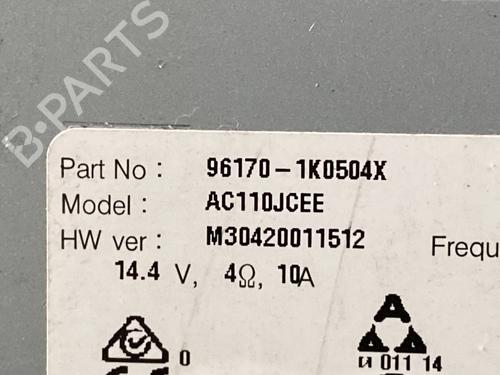 B-PARTS
Part No : 96170-1K0504X
Model : AC110JCEE
HW ver : M30420011512
Frequ
14.4 V, 4Ω, 10A
0
011 14